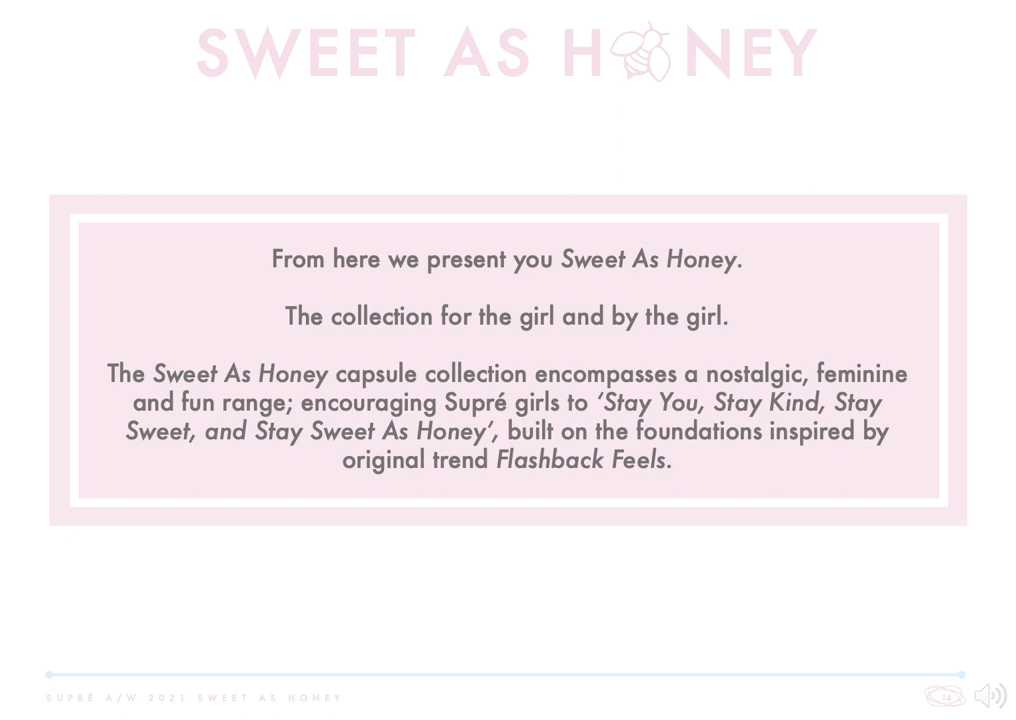 SWEET AS HONEY
From here we present you Sweet As Honey.
The collection for the girl and by the girl.
The Sweet As Honey capsule collection encompasses a nostalgic, feminine
and fun range; encouraging Supré girls to ‘Stay You, Stay Kind, Stay
Sweet, and Stay Sweet As Honey’, built on the foundations inspired by
original trend Flashback Feels.
SUPRÉ A/W 2021 SWEET AS HONEY
14